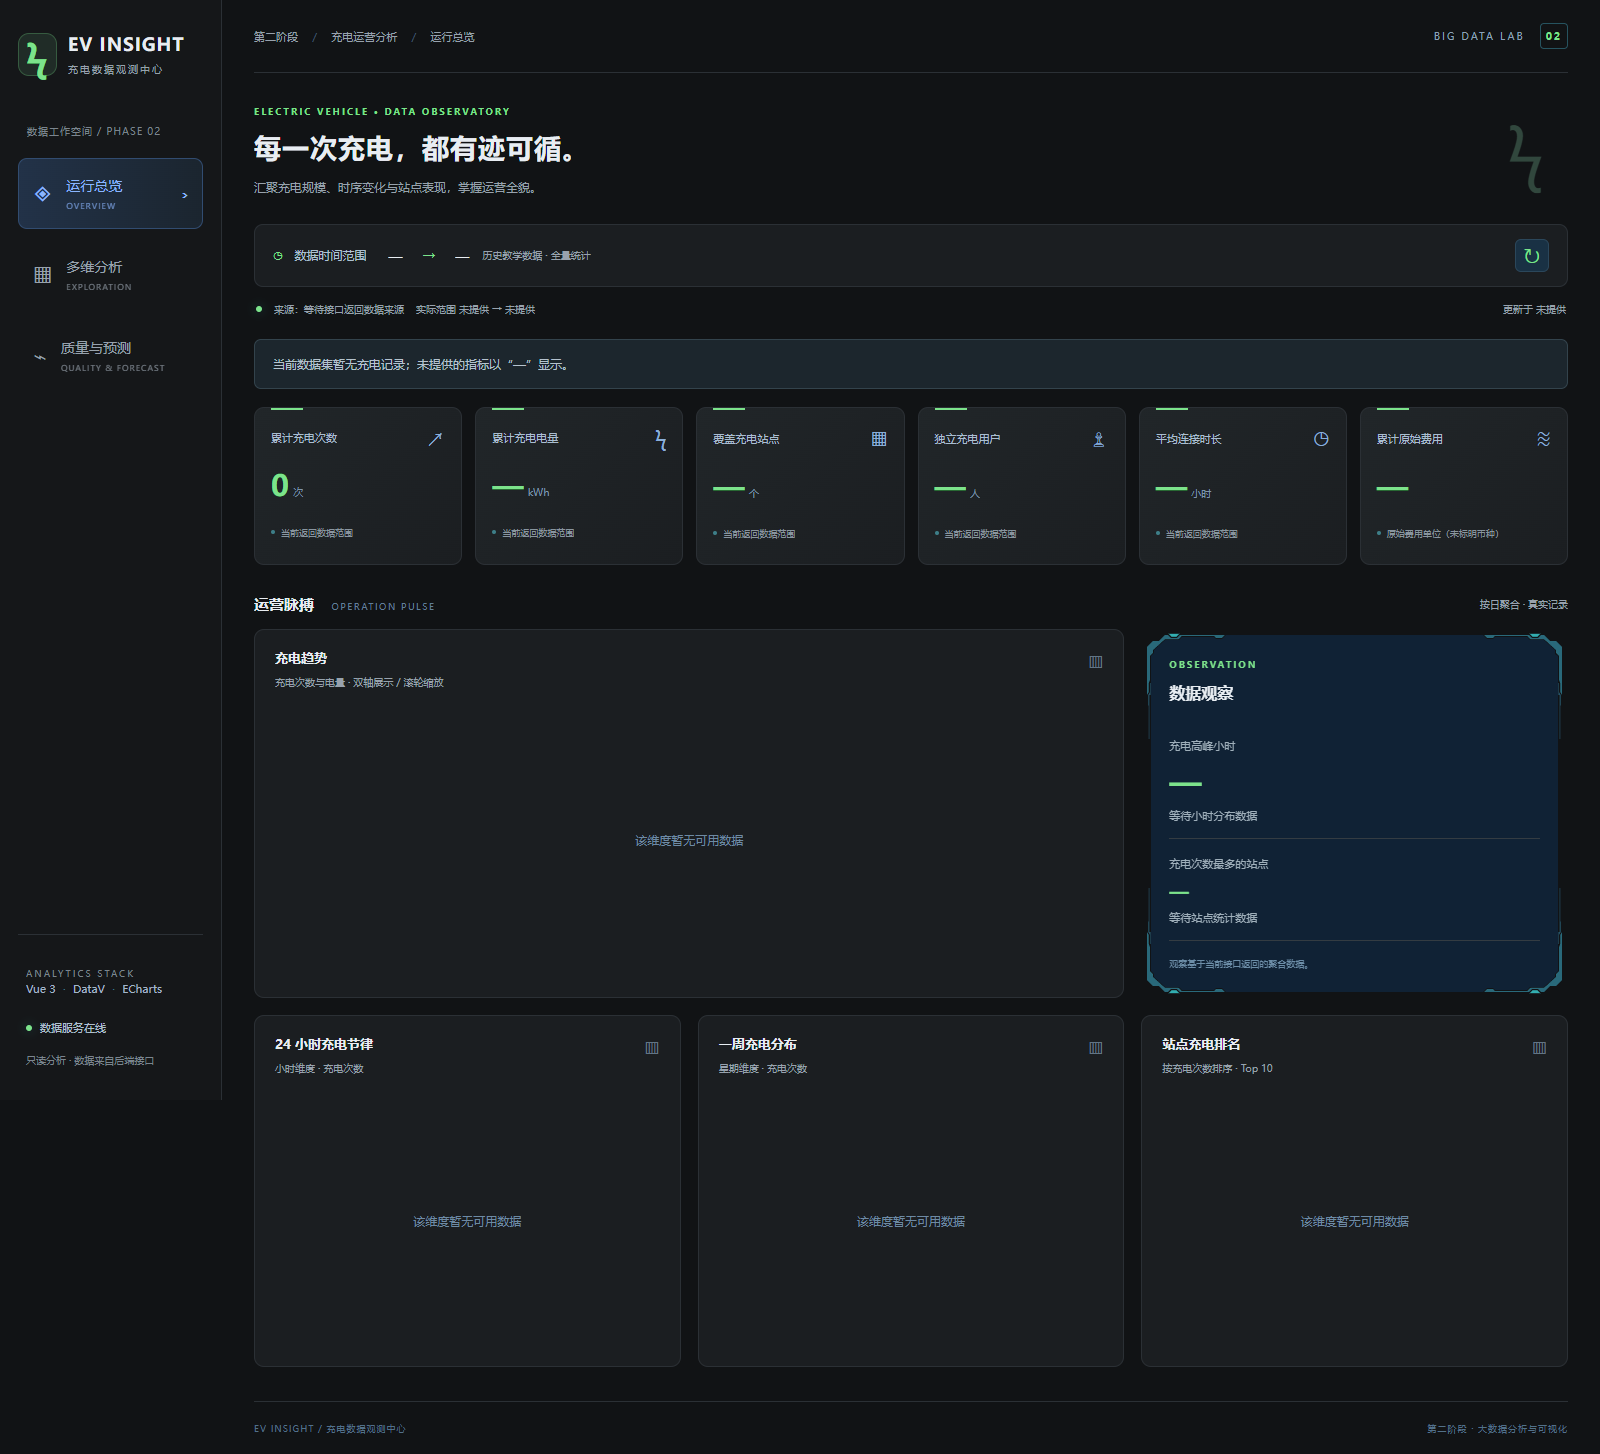 EV INSIGHT
充电数据观测中心
数据工作空间 / PHASE 02
运行总览
OVERVIEW
多维分析
EXPLORATION
质量与预测
QUALITY & FORECAST
ANALYTICS STACK
Vue 3 · DataV · ECharts
数据服务在线
只读分析 · 数据来自后端接口
第二阶段 / 充电运营分析 / 运行总览
BIG DATA LAB 02
ELECTRIC VEHICLE • DATA OBSERVATORY
每一次充电，都有迹可循。
汇聚充电规模、时序变化与站点表现，掌握运营全貌。
数据时间范围 — → — 历史教学数据 · 全量统计
来源：等待接口返回数据来源 实际范围 未提供 → 未提供
更新于 未提供
当前数据集暂无充电记录；未提供的指标以“—”显示。
累计充电次数
0 次
当前返回数据范围
累计充电电量
— kWh
当前返回数据范围
覆盖充电站点
— 个
当前返回数据范围
独立充电用户
— 人
当前返回数据范围
平均连接时长
— 小时
当前返回数据范围
累计原始费用
—
原始费用单位（未标明币种）
运营脉搏 OPERATION PULSE
按日聚合 · 真实记录
充电趋势
充电次数与电量 · 双轴展示 / 滚轮缩放
该维度暂无可用数据
OBSERVATION
数据观察
充电高峰小时
—
等待小时分布数据
充电次数最多的站点
—
等待站点统计数据
观察基于当前接口返回的聚合数据。
24 小时充电节律
小时维度 · 充电次数
该维度暂无可用数据
一周充电分布
星期维度 · 充电次数
该维度暂无可用数据
站点充电排名
按充电次数排序 · Top 10
该维度暂无可用数据
EV INSIGHT / 充电数据观测中心
第二阶段 · 大数据分析与可视化